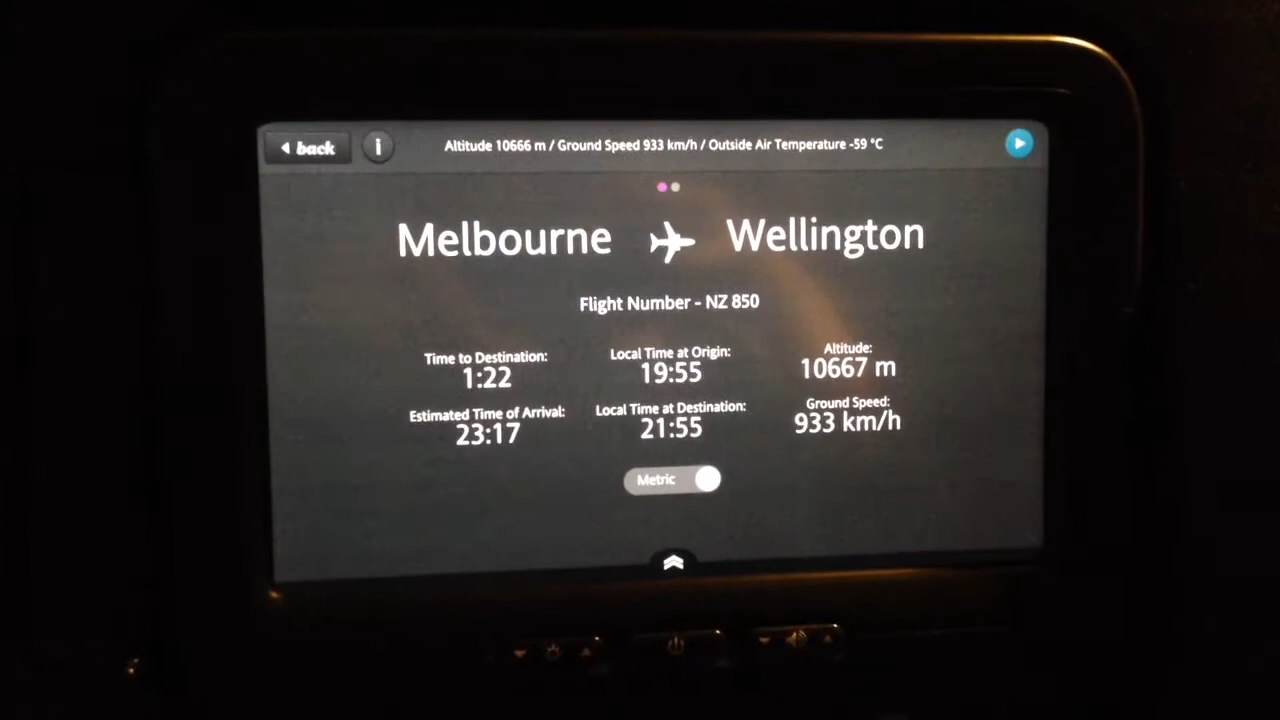 back
i
Altitude 10666 m / Ground Speed 933 km/h / Outside Air Temperature -59 °C
Melbourne Wellington
Flight Number - NZ 850
Time to Destination:
1:22
Local Time at Origin:
19:55
Altitude:
10667 m
Estimated Time of Arrival:
23:17
Local Time at Destination:
21:55
Ground Speed:
933 km/h
Metric